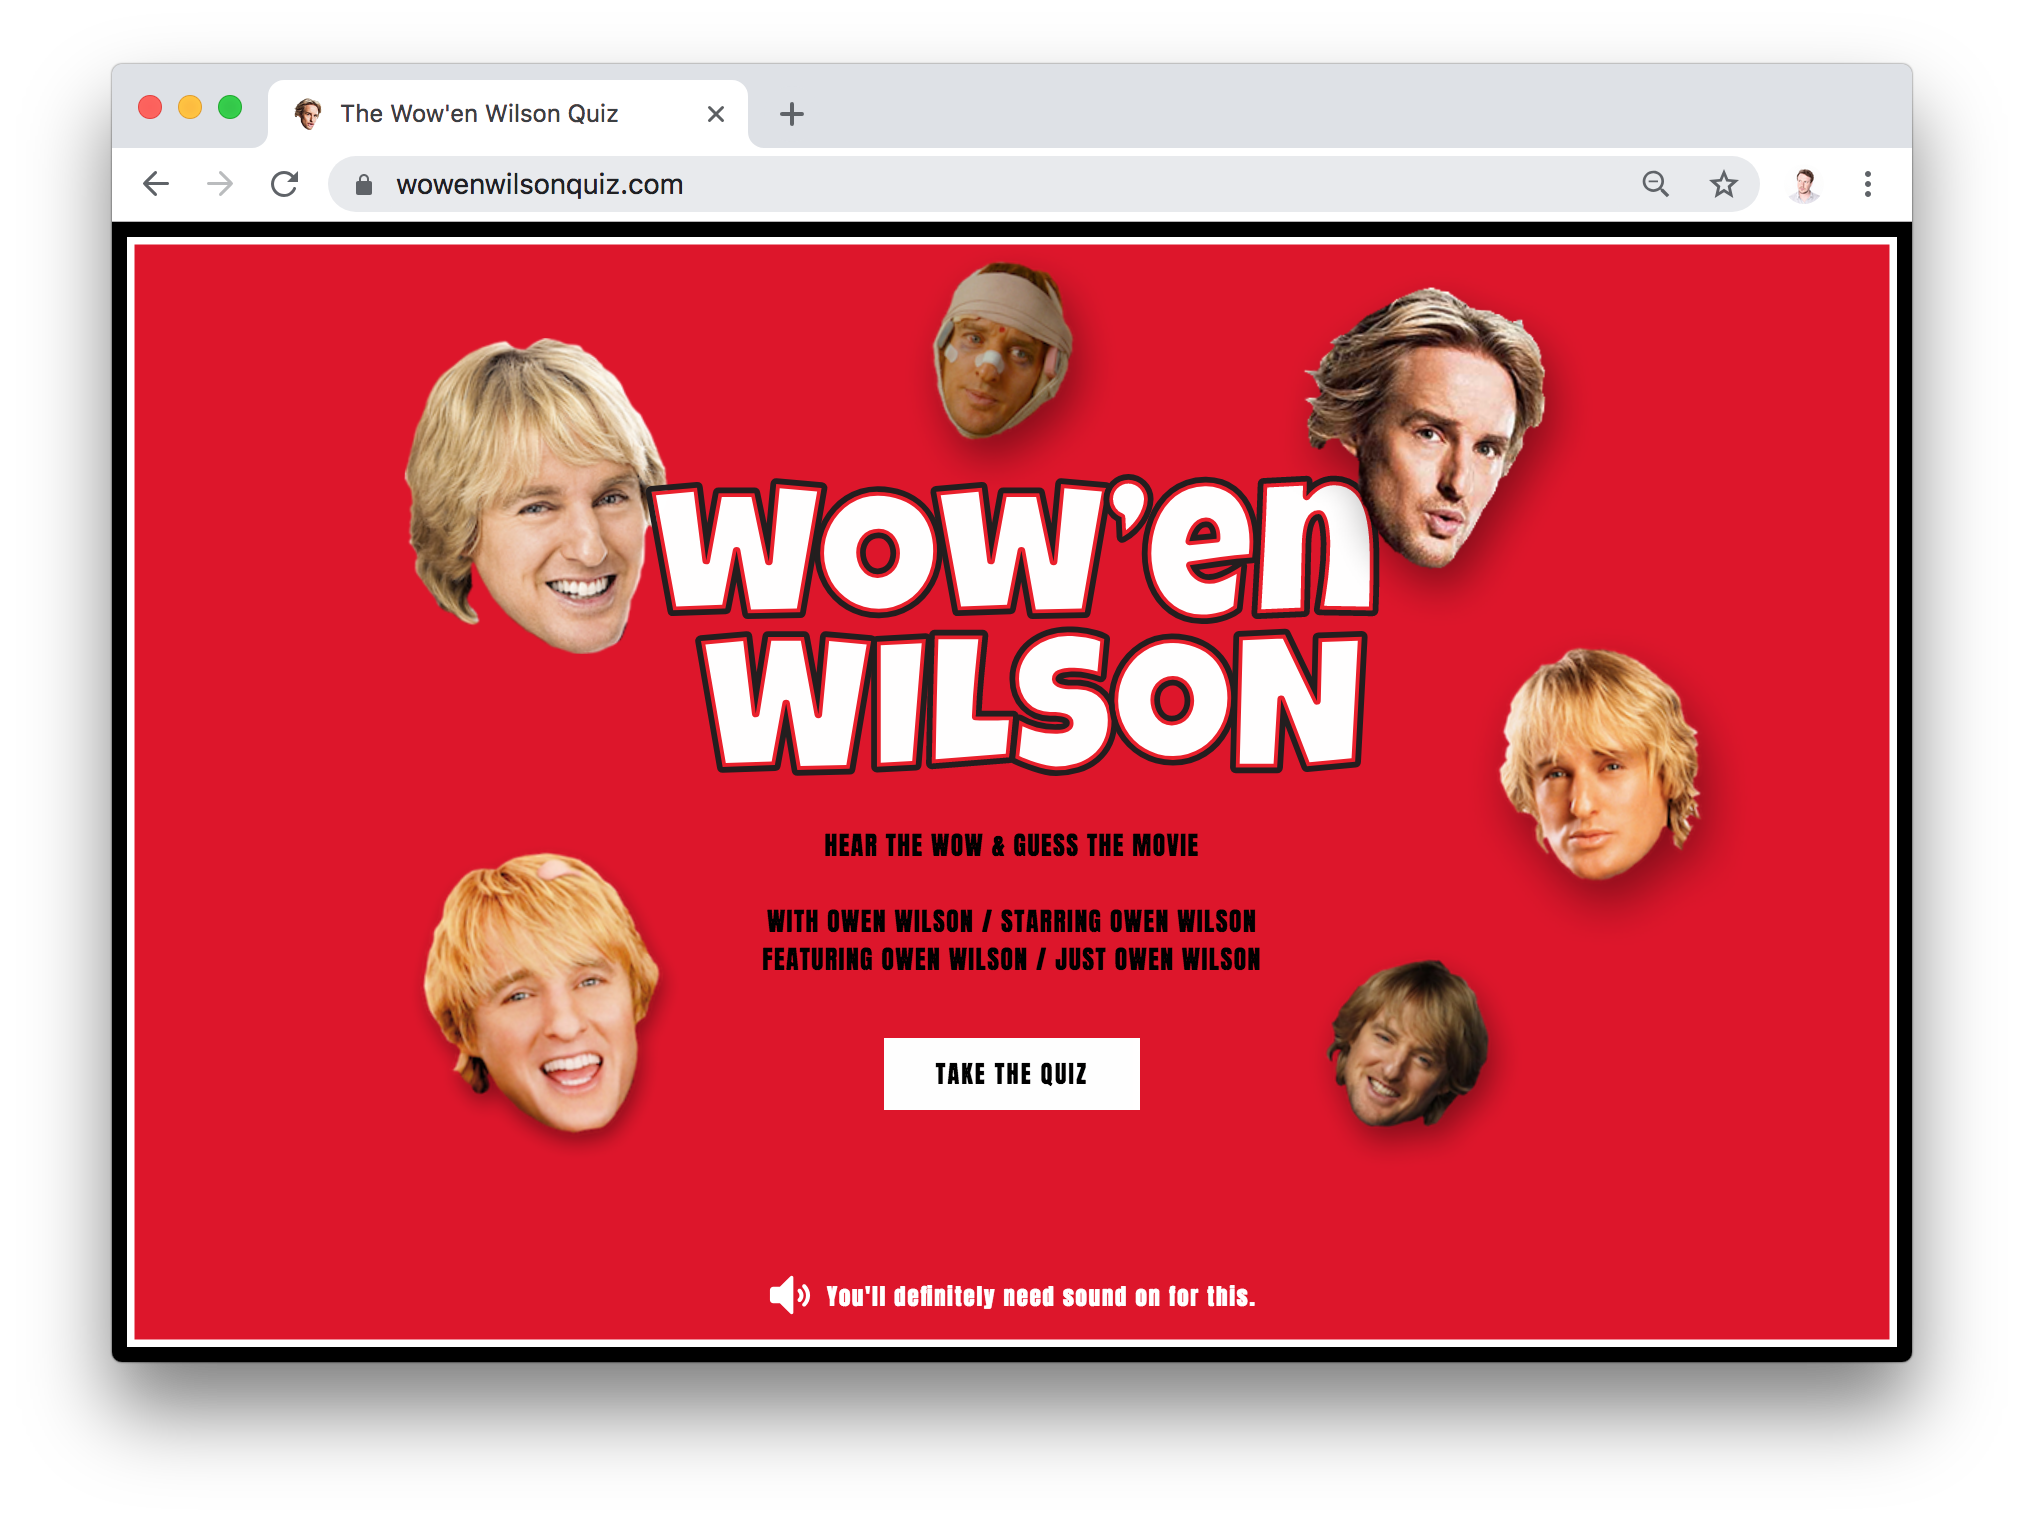 The Wow'en Wilson Quiz
wowenwilsonquiz.com
WOW'en
WILSON
HEAR THE WOW & GUESS THE MOVIE
WITH OWEN WILSON / STARRING OWEN WILSON
FEATURING OWEN WILSON / JUST OWEN WILSON
TAKE THE QUIZ
You'll definitely need sound on for this.